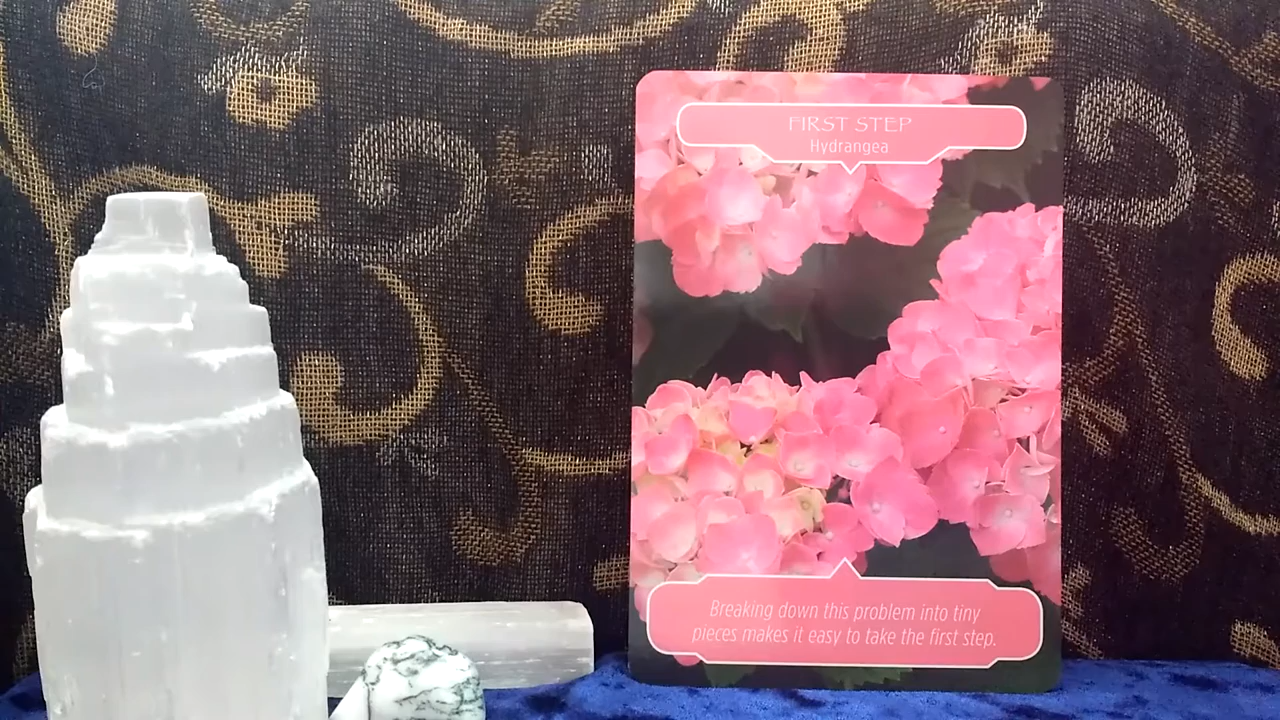 FIRST STEP
Hydrangea
Breaking down this problem into tiny
pieces makes it easy to take the first step.